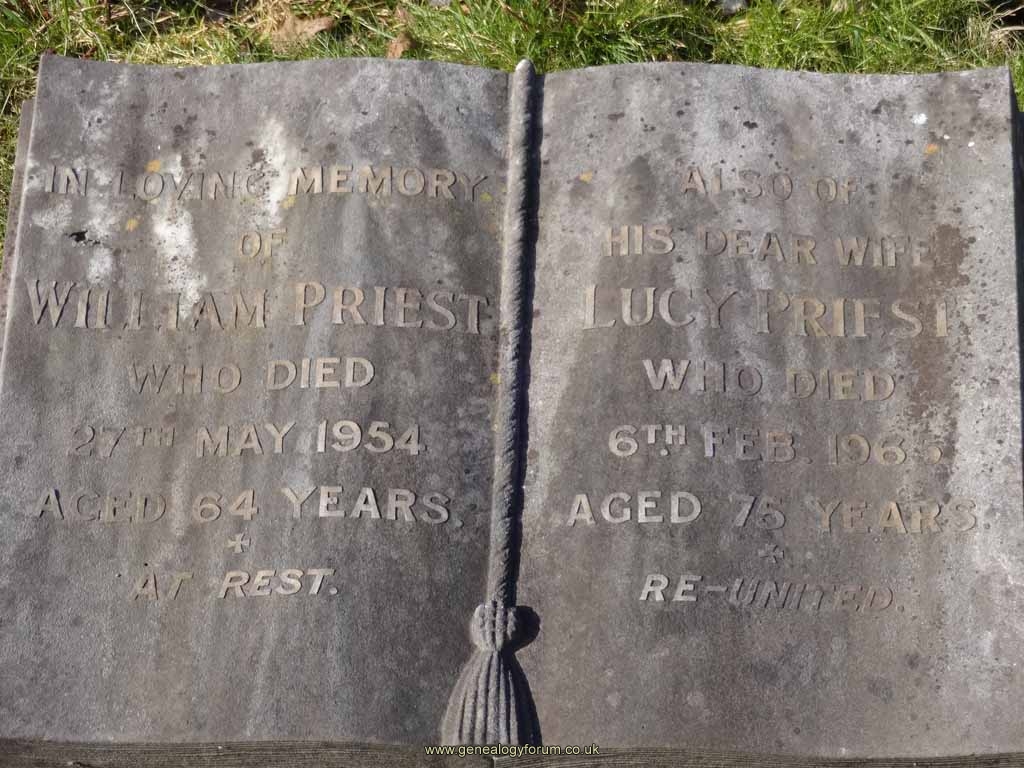 IN LOVING MEMORY
OF
WILLIAM PRIEST
WHO DIED
27TH MAY 1954
AGED 64 YEARS.
AT REST.
ALSO OF
HIS DEAR WIFE
LUCY PRIEST
WHO DIED
6TH FEB. 1965
AGED 75 YEARS.
RE-UNITED.
www.genealogyforum.co.uk